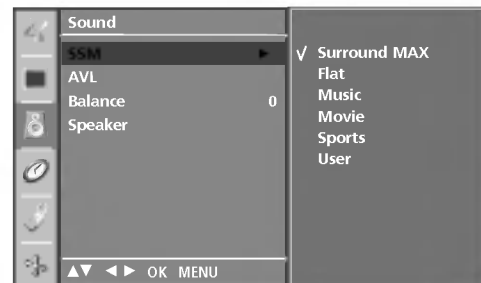 Sound
SSM ►
AVL
Balance 0
Speaker
▲▼ ◄► OK MENU
√ Surround MAX
Flat
Music
Movie
Sports
User